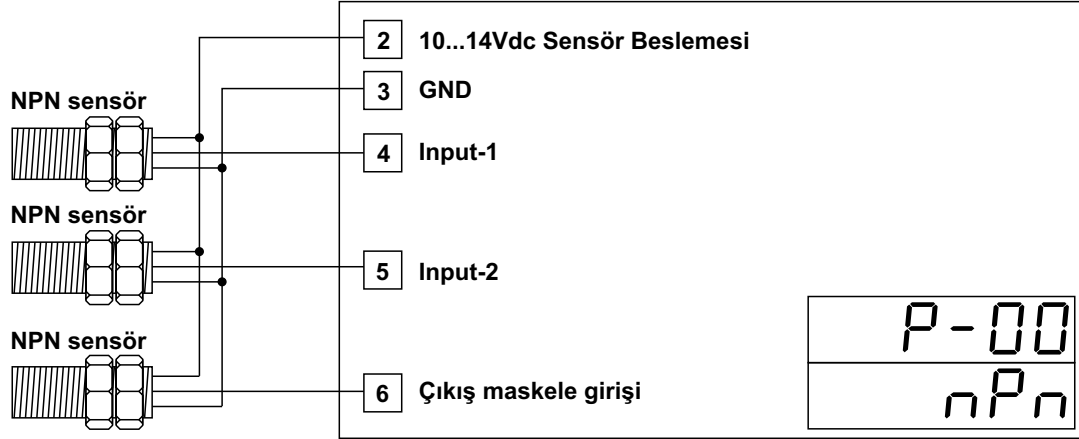 2 10...14Vdc Sensör Beslemesi
3 GND
NPN sensör
4 Input-1
NPN sensör
5 Input-2
P-00
NPN sensör
6 Çıkış maskele girişi
nPn